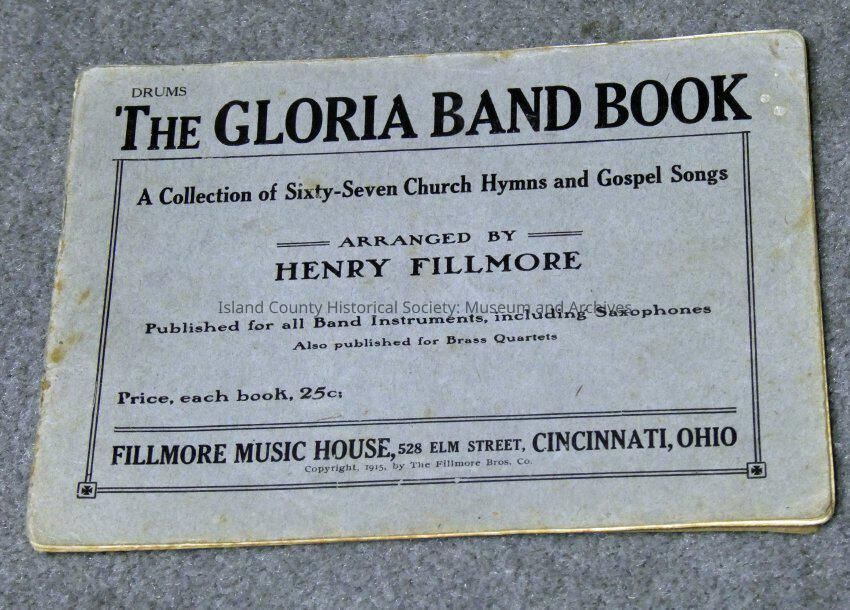 DRUMS
THE GLORIA BAND BOOK
A Collection of Sixty-Seven Church Hymns and Gospel Songs
ARRANGED BY
HENRY FILLMORE
Island County Historical Society: Museum and Archives
Published for all Band Instruments, including Saxophones
Also published for Brass Quartets
Price, each book, 25c;
FILLMORE MUSIC HOUSE, 528 ELM STREET, CINCINNATI, OHIO
Copyright, 1915, by The Fillmore Bros. Co.